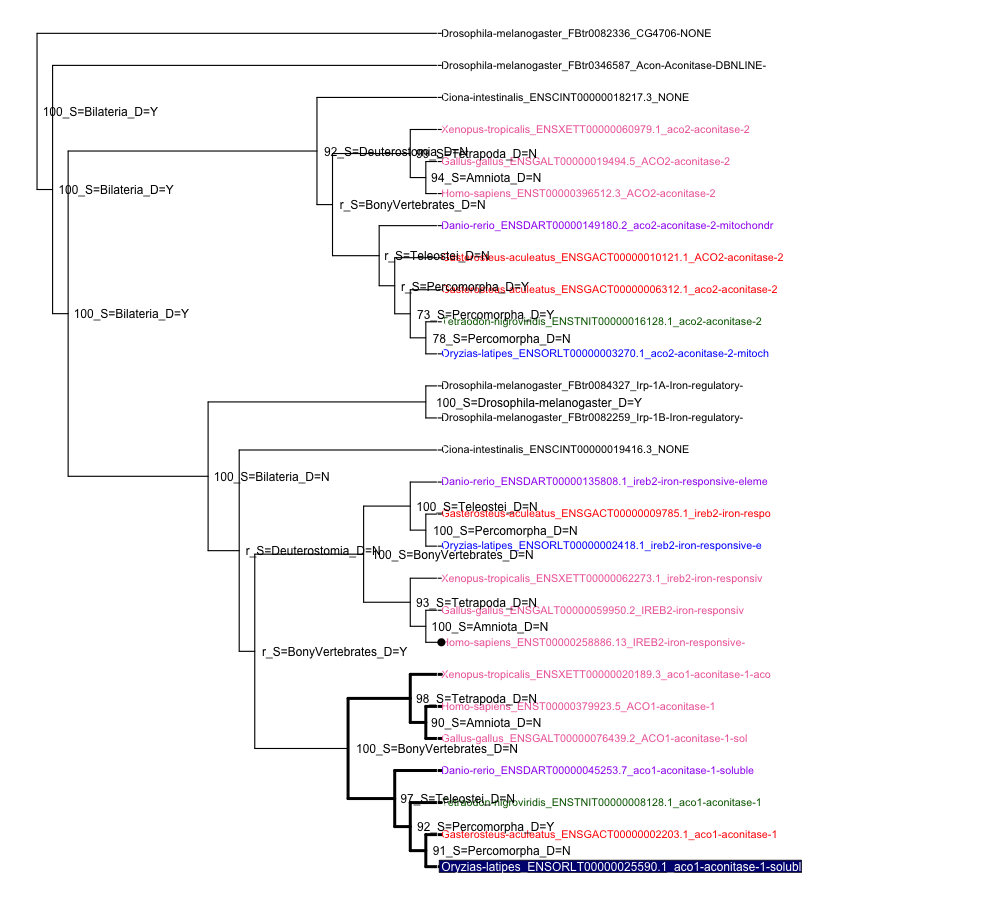 Drosophila-melanogaster_FBtr0082336_CG4706-NONE
Drosophila-melanogaster_FBtr0346587_Acon-Aconitase-DBNLINE-
Ciona-intestinalis_ENSCINT00000018217.3_NONE
100_S=Bilateria_D=Y
Xenopus-tropicalis_ENSXETT00000060979.1_aco2-aconitase-2
92_S=Deuterostomia_D=N
99_S=Tetrapoda_D=N
Gallus-gallus_ENSGALT00000019494.5_ACO2-aconitase-2
94_S=Amniota_D=N
100_S=Bilateria_D=Y
Homo-sapiens_ENST00000396512.3_ACO2-aconitase-2
r_S=BonyVertebrates_D=N
Danio-rerio_ENSDART00000149180.2_aco2-aconitase-2-mitochondr
r_S=Teleostei_D=N
Gasterosteus-aculeatus_ENSGACT00000010121.1_ACO2-aconitase-2
r_S=Percomorpha_D=Y
Gasterosteus-aculeatus_ENSGACT00000006312.1_aco2-aconitase-2
100_S=Bilateria_D=Y
73_S=Percomorpha_D=Y
Tetraodon-nigroviridis_ENSTNIT00000016128.1_aco2-aconitase-2
78_S=Percomorpha_D=N
Oryzias-latipes_ENSORLT00000003270.1_aco2-aconitase-2-mitoch
Drosophila-melanogaster_FBtr0084327_Irp-1A-Iron-regulatory-
100_S=Drosophila-melanogaster_D=Y
Drosophila-melanogaster_FBtr0082259_Irp-1B-Iron-regulatory-
Ciona-intestinalis_ENSCINT00000019416.3_NONE
100_S=Bilateria_D=N
Danio-rerio_ENSDART00000135808.1_ireb2-iron-responsive-eleme
100_S=Teleostei_D=N
Gasterosteus-aculeatus_ENSGACT00000009785.1_ireb2-iron-respo
100_S=Percomorpha_D=N
Oryzias-latipes_ENSORLT00000002418.1_ireb2-iron-responsive-e
r_S=Deuterostomia_D=N
100_S=BonyVertebrates_D=N
Xenopus-tropicalis_ENSXETT00000062273.1_ireb2-iron-responsiv
93_S=Tetrapoda_D=N
Gallus-gallus_ENSGALT00000059950.2_IREB2-iron-responsiv
100_S=Amniota_D=N
Homo-sapiens_ENST00000258886.13_IREB2-iron-responsive-
r_S=BonyVertebrates_D=Y
Xenopus-tropicalis_ENSXETT00000020189.3_aco1-aconitase-1-aco
98_S=Tetrapoda_D=N
Homo-sapiens_ENST00000379923.5_ACO1-aconitase-1
90_S=Amniota_D=N
Gallus-gallus_ENSGALT00000076439.2_ACO1-aconitase-1-sol
100_S=BonyVertebrates_D=N
Danio-rerio_ENSDART00000045253.7_aco1-aconitase-1-soluble
97_S=Teleostei_D=N
Tetraodon-nigroviridis_ENSTNIT00000008128.1_aco1-aconitase-1
92_S=Percomorpha_D=Y
Gasterosteus-aculeatus_ENSGACT00000002203.1_aco1-aconitase-1
91_S=Percomorpha_D=N
Oryzias-latipes_ENSORLT00000025590.1_aco1-aconitase-1-solubl